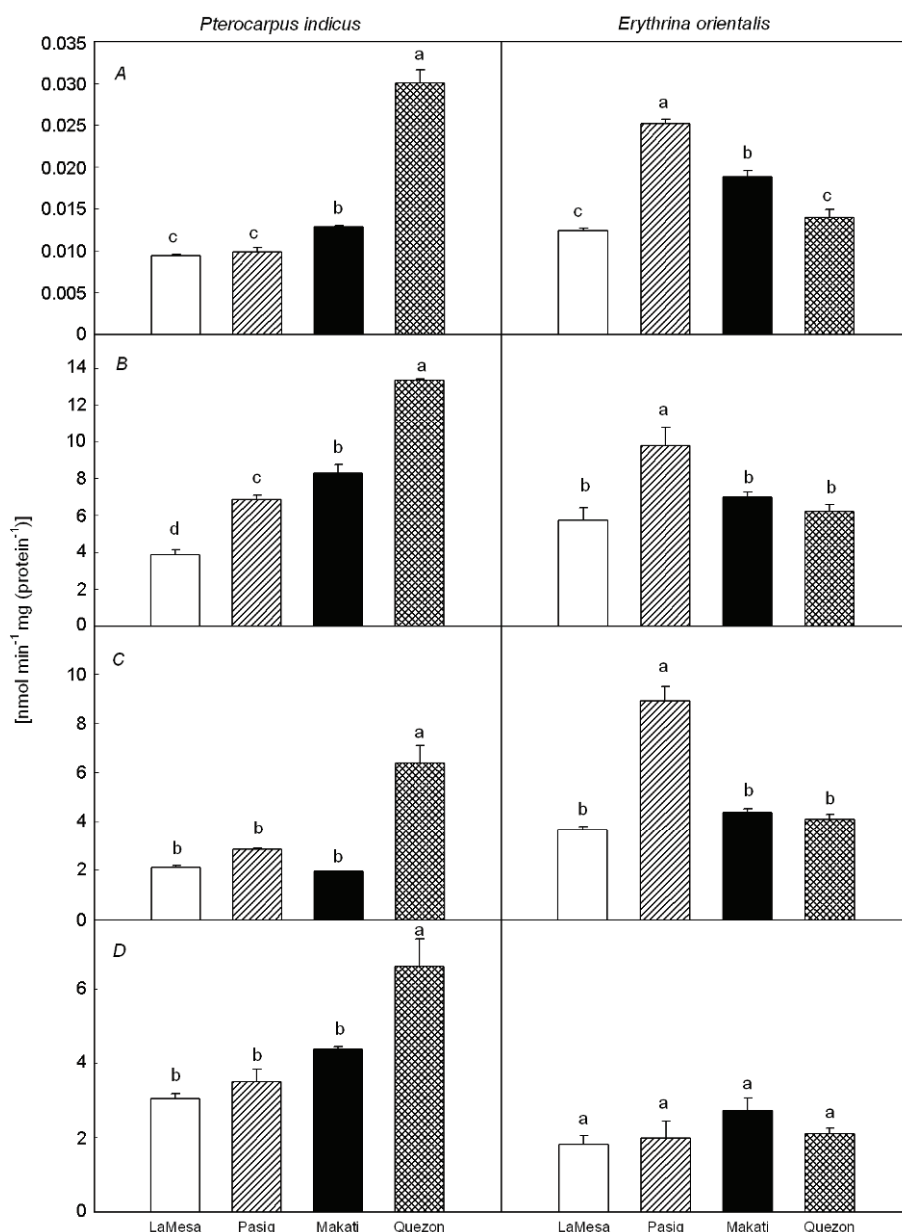 Pterocarpus indicus Erythrina orientalis
[nmol min⁻¹ mg (protein⁻¹)]
A
0.035
0.030
0.025
0.020
0.015
0.010
0.005
0
c c b a
c a b c
B
14
12
10
8
6
4
2
0
d c b a
b a b b
C
10
8
6
4
2
0
b b b a
b a b b
D
6
4
2
0
b b b a
a a a a
LaMesa Pasig Makati Quezon LaMesa Pasig Makati Quezon